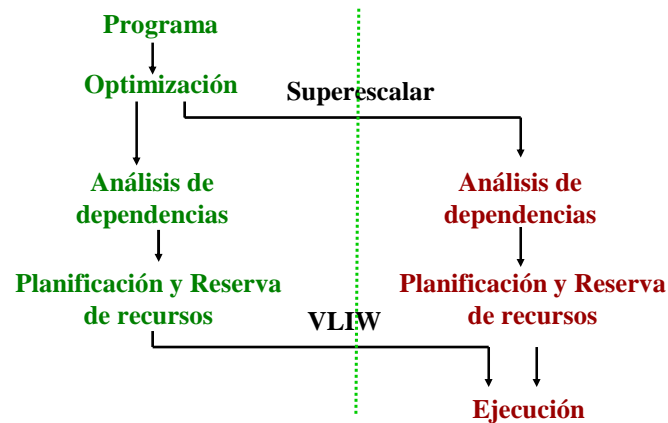 Programa
Optimización
Superescalar
Análisis de
dependencias
Análisis de
dependencias
Planificación y Reserva
de recursos
Planificación y Reserva
de recursos
VLIW
Ejecución